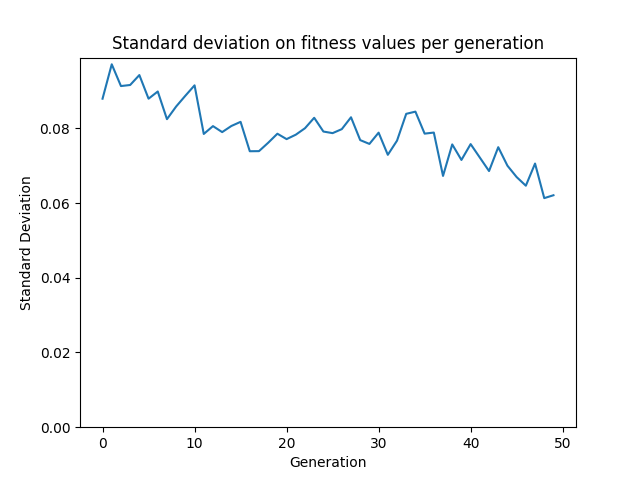 Standard deviation on fitness values per generation
0.08
0.06
0.04
0.02
0.00
Standard Deviation
0 10 20 30 40 50
Generation